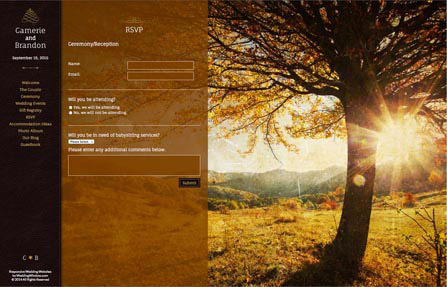 Camerie
and
Brandon
September 18, 2016
Welcome
The Couple
Ceremony
Wedding Events
Gift Registry
RSVP
Accommodation Ideas
Photo Album
Our Blog
Guestbook
C ♥ B
Responsive Wedding Websites
by WeddingWindow.com
© 2014 All Rights Reserved.
RSVP
Ceremony/Reception
Name:
Email:
Will you be attending?
Yes, we will be attending.
No, we will not be attending.
Will you be in need of babysitting services?
Please Select...
Please enter any additional comments below.
Submit